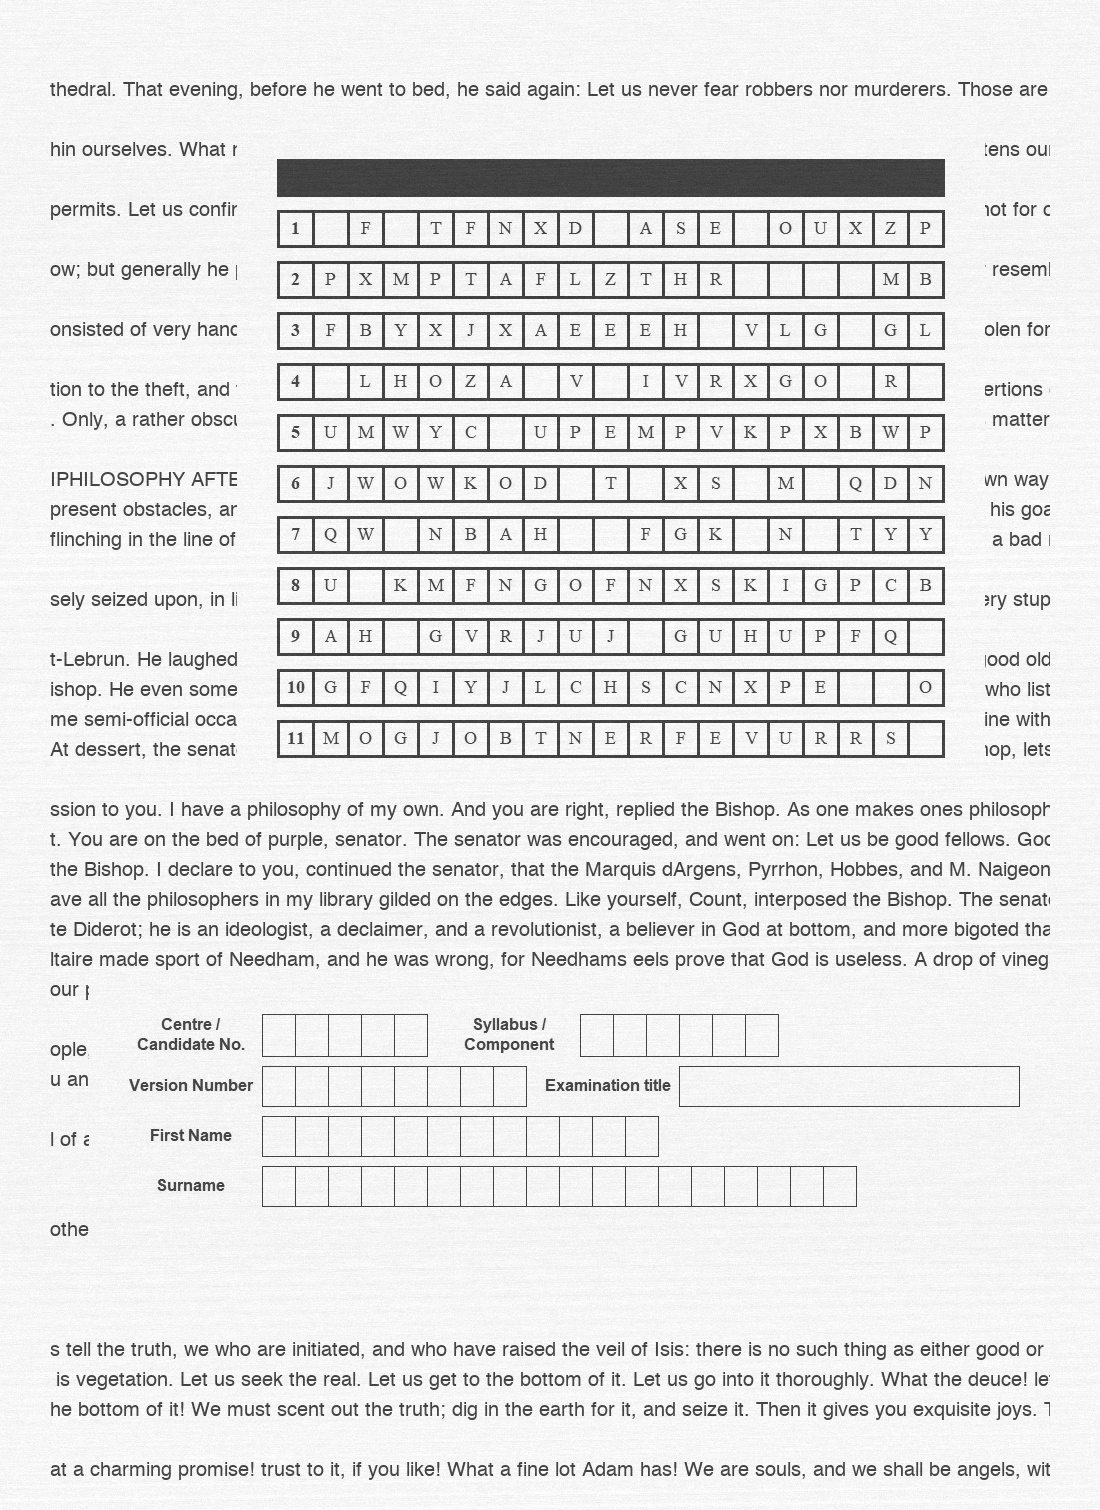 thedral. That evening, before he went to bed, he said again: Let us never fear robbers nor murderers. Those are
hin ourselves. What tens our
permits. Let us confir not for
1 F T F N X D A S E O U X Z P
ow; but generally he resem
2 P X M P T A F L Z T H R M B
onsisted of very hand olen for
3 F B Y X J X A E E E H V L G G L
tion to the theft, and ertions
4 L H O Z A V I V R X G O R
. Only, a rather obscu matter
5 U M W Y C U P E M P V K P X B W P
IPHILOSOPHY AFTE wn way
6 J W O W K O D T X S M Q D N
present obstacles, an his goa
7 Q W N B A H F G K N T Y Y
flinching in the line of a bad
8 U K M F N G O F N X S K I G P C B
sely seized upon, in li ery stup
9 A H G V R J U J G U H U P F Q
t-Lebrun. He laughed good old
10 G F Q I Y J L C H S C N X P E O
ishop. He even some who list
me semi-official occa ine with
11 M O G J O B T N E R F E V U R R S
At dessert, the senat hop, lets
ssion to you. I have a philosophy of my own. And you are right, replied the Bishop. As one makes ones philosoph
t. You are on the bed of purple, senator. The senator was encouraged, and went on: Let us be good fellows. Goo
the Bishop. I declare to you, continued the senator, that the Marquis dArgens, Pyrrhon, Hobbes, and M. Naigeon
ave all the philosophers in my library gilded on the edges. Like yourself, Count, interposed the Bishop. The senat
te Diderot; he is an ideologist, a declaimer, and a revolutionist, a believer in God at bottom, and more bigoted tha
ltaire made sport of Needham, and he was wrong, for Needhams eels prove that God is useless. A drop of vineg
our
Centre /
Candidate No.
Syllabus /
Component
ople
Version Number Examination title
u an
First Name
l of a
Surname
othe
s tell the truth, we who are initiated, and who have raised the veil of Isis: there is no such thing as either good or
is vegetation. Let us seek the real. Let us get to the bottom of it. Let us go into it thoroughly. What the deuce! le
he bottom of it! We must scent out the truth; dig in the earth for it, and seize it. Then it gives you exquisite joys.
at a charming promise! trust to it, if you like! What a fine lot Adam has! We are souls, and we shall be angels, wit